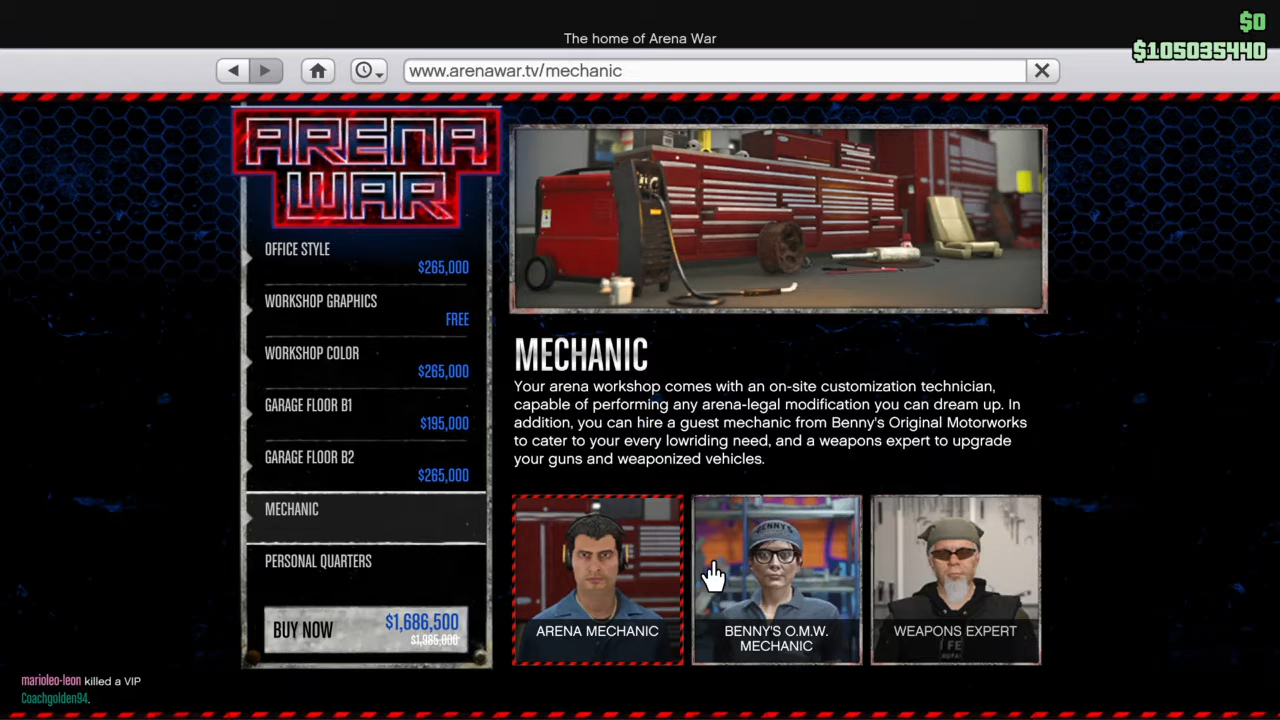 $0
The home of Arena War
$105035440
www.arenawar.tv/mechanic
ARENA
WAR
OFFICE STYLE
$265,000
WORKSHOP GRAPHICS
FREE
WORKSHOP COLOR
$265,000
GARAGE FLOOR B1
$195,000
GARAGE FLOOR B2
$265,000
MECHANIC
PERSONAL QUARTERS
BUY NOW
$1,686,500
$1,985,000
MECHANIC
Your arena workshop comes with an on-site customization technician,
capable of performing any arena-legal modification you can dream up. In
addition, you can hire a guest mechanic from Benny's Original Motorworks
to cater to your every lowriding need, and a weapons expert to upgrade
your guns and weaponized vehicles.
ARENA MECHANIC
BENNY'S
BENNY'S O.M.W.
MECHANIC
WEAPONS EXPERT
marioleo-leon killed a VIP
Coachgolden94.